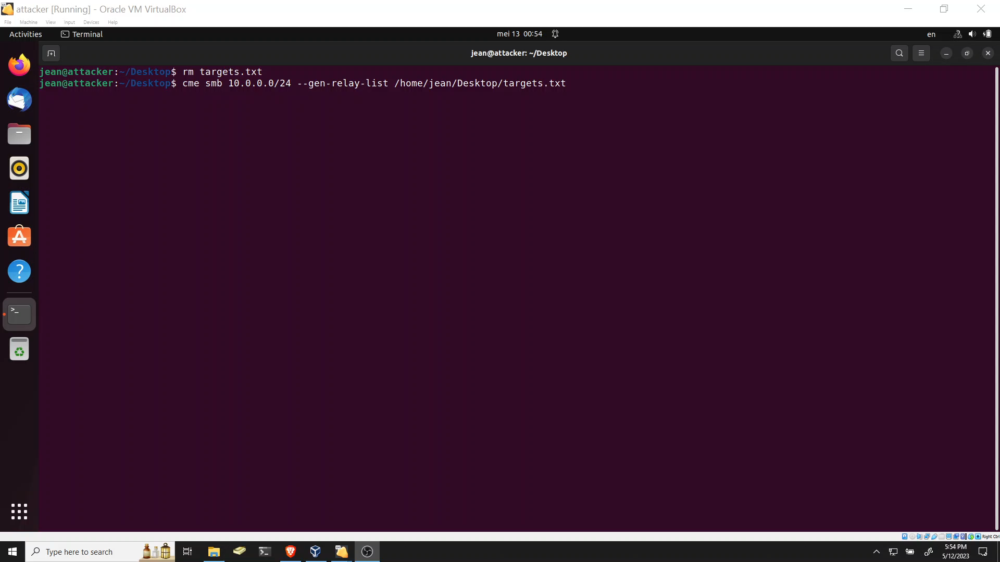 attacker [Running] - Oracle VM VirtualBox
File Machine View Input Devices Help
Activities Terminal mei 13 00:54 en
jean@attacker: ~/Desktop
jean@attacker:~/Desktop$ rm targets.txt
jean@attacker:~/Desktop$ cme smb 10.0.0.0/24 --gen-relay-list /home/jean/Desktop/targets.txt
Right Ctrl
Type here to search
5:54 PM
5/12/2023